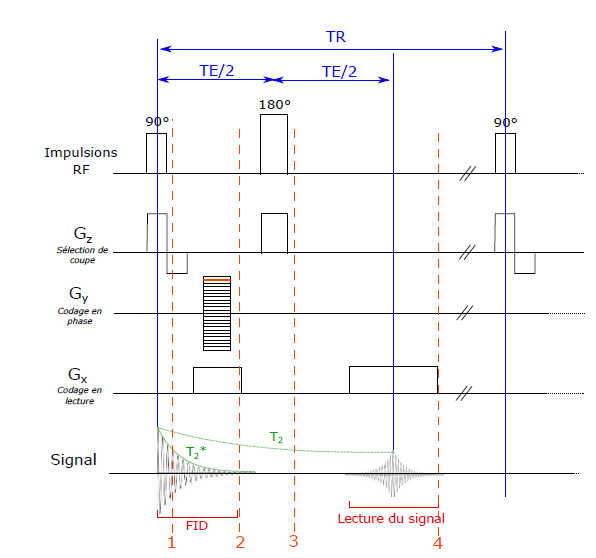 TR
TE/2
TE/2
180°
90°
90°
Impulsions
RF
Gz
Sélection de
coupe
Gy
Codage en
phase
Gx
Codage en
lecture
T2
T2*
Signal
FID
Lecture du signal
1
2
3
4